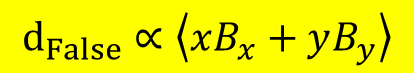 d_False ∝ ⟨xB_x + yB_y⟩